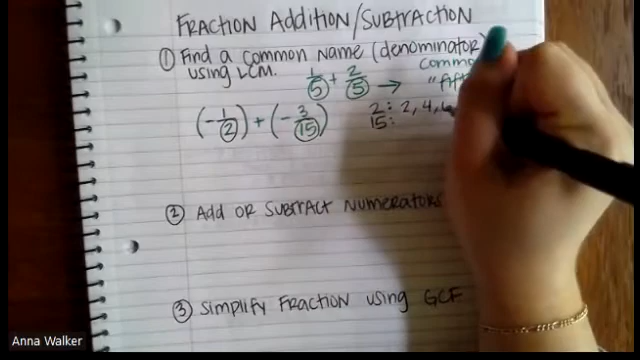 FRACTION ADDITION/SUBTRACTION
① Find a common name (denominator)
using LCM.
1/5 + 2/5 →
(-1/2) + (-3/15)
2: 2, 4,
15:
② Add OR SUBTRACT NUMERATORS
③ Simplify FRACTION using GCF
Anna Walker